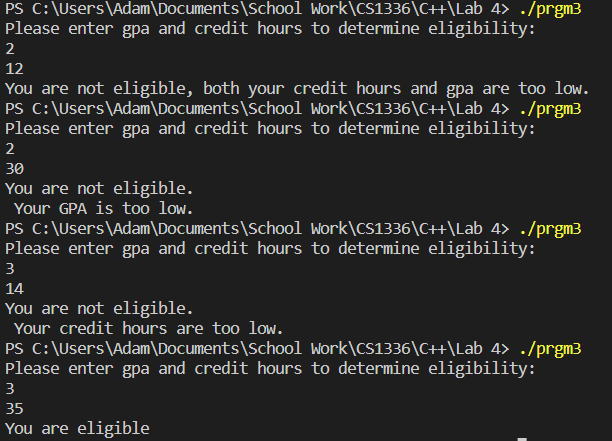 PS C:\Users\Adam\Documents\School Work\CS1336\C++\Lab 4> ./prgm3
Please enter gpa and credit hours to determine eligibility:
2
12
You are not eligible, both your credit hours and gpa are too low.
PS C:\Users\Adam\Documents\School Work\CS1336\C++\Lab 4> ./prgm3
Please enter gpa and credit hours to determine eligibility:
2
30
You are not eligible.
 Your GPA is too low.
PS C:\Users\Adam\Documents\School Work\CS1336\C++\Lab 4> ./prgm3
Please enter gpa and credit hours to determine eligibility:
3
14
You are not eligible.
 Your credit hours are too low.
PS C:\Users\Adam\Documents\School Work\CS1336\C++\Lab 4> ./prgm3
Please enter gpa and credit hours to determine eligibility:
3
35
You are eligible